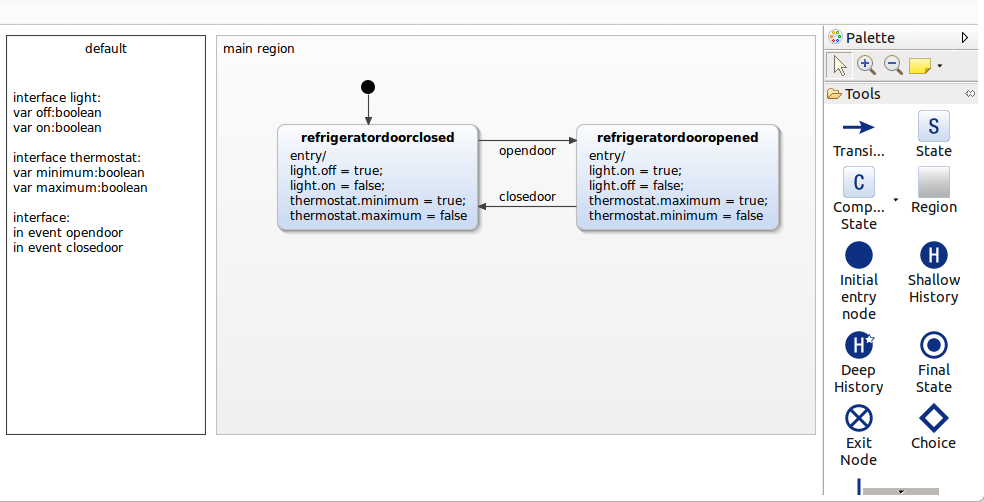 default
interface light:
var off:boolean
var on:boolean
interface thermostat:
var minimum:boolean
var maximum:boolean
interface:
in event opendoor
in event closedoor
main region
refrigeratordoorclosed
entry/
light.off = true;
light.on = false;
thermostat.minimum = true;
thermostat.maximum = false
opendoor
closedoor
refrigeratordooropened
entry/
light.on = true;
light.off = false;
thermostat.maximum = true;
thermostat.minimum = false
Palette
Tools
Transi...
S
State
C
Comp...
State
Region
Initial
entry
node
H
Shallow
History
H
Deep
History
Final
State
Exit
Node
Choice